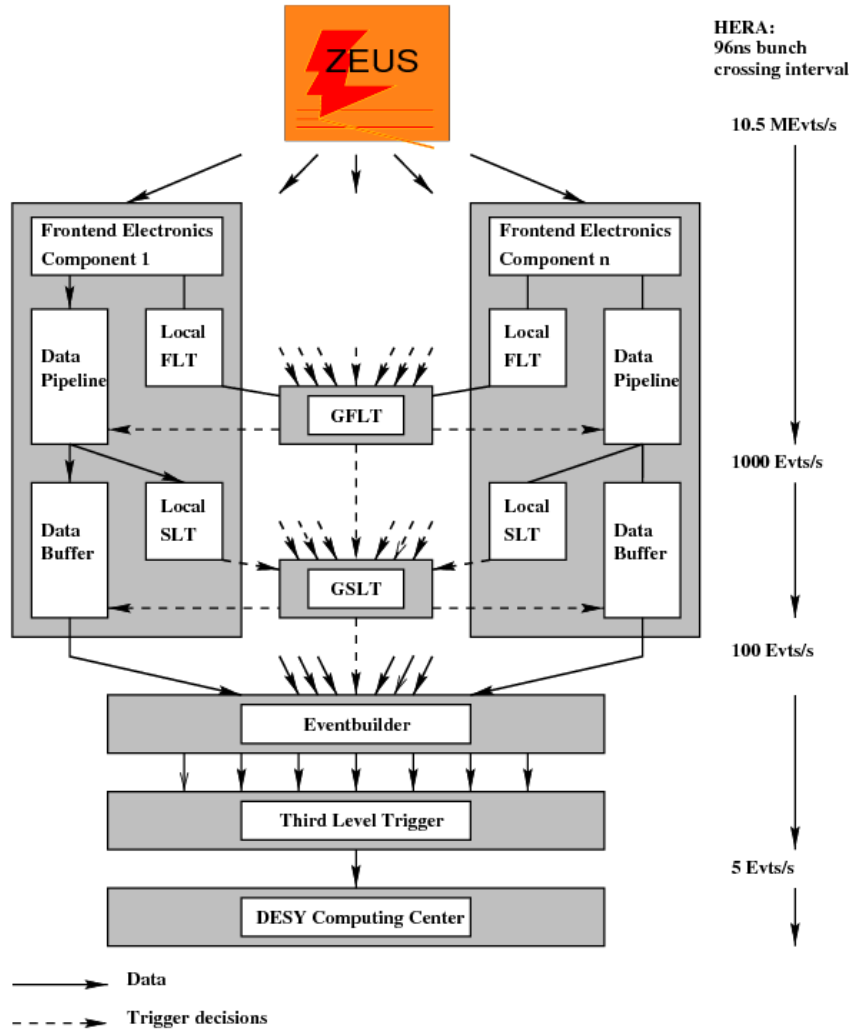 ZEUS
HERA:
96ns bunch
crossing interval
10.5 MEvts/s
Frontend Electronics
Component 1
Frontend Electronics
Component n
Data
Pipeline
Local
FLT
Local
FLT
Data
Pipeline
GFLT
1000 Evts/s
Data
Buffer
Local
SLT
Local
SLT
Data
Buffer
GSLT
100 Evts/s
Eventbuilder
Third Level Trigger
5 Evts/s
DESY Computing Center
Data
Trigger decisions